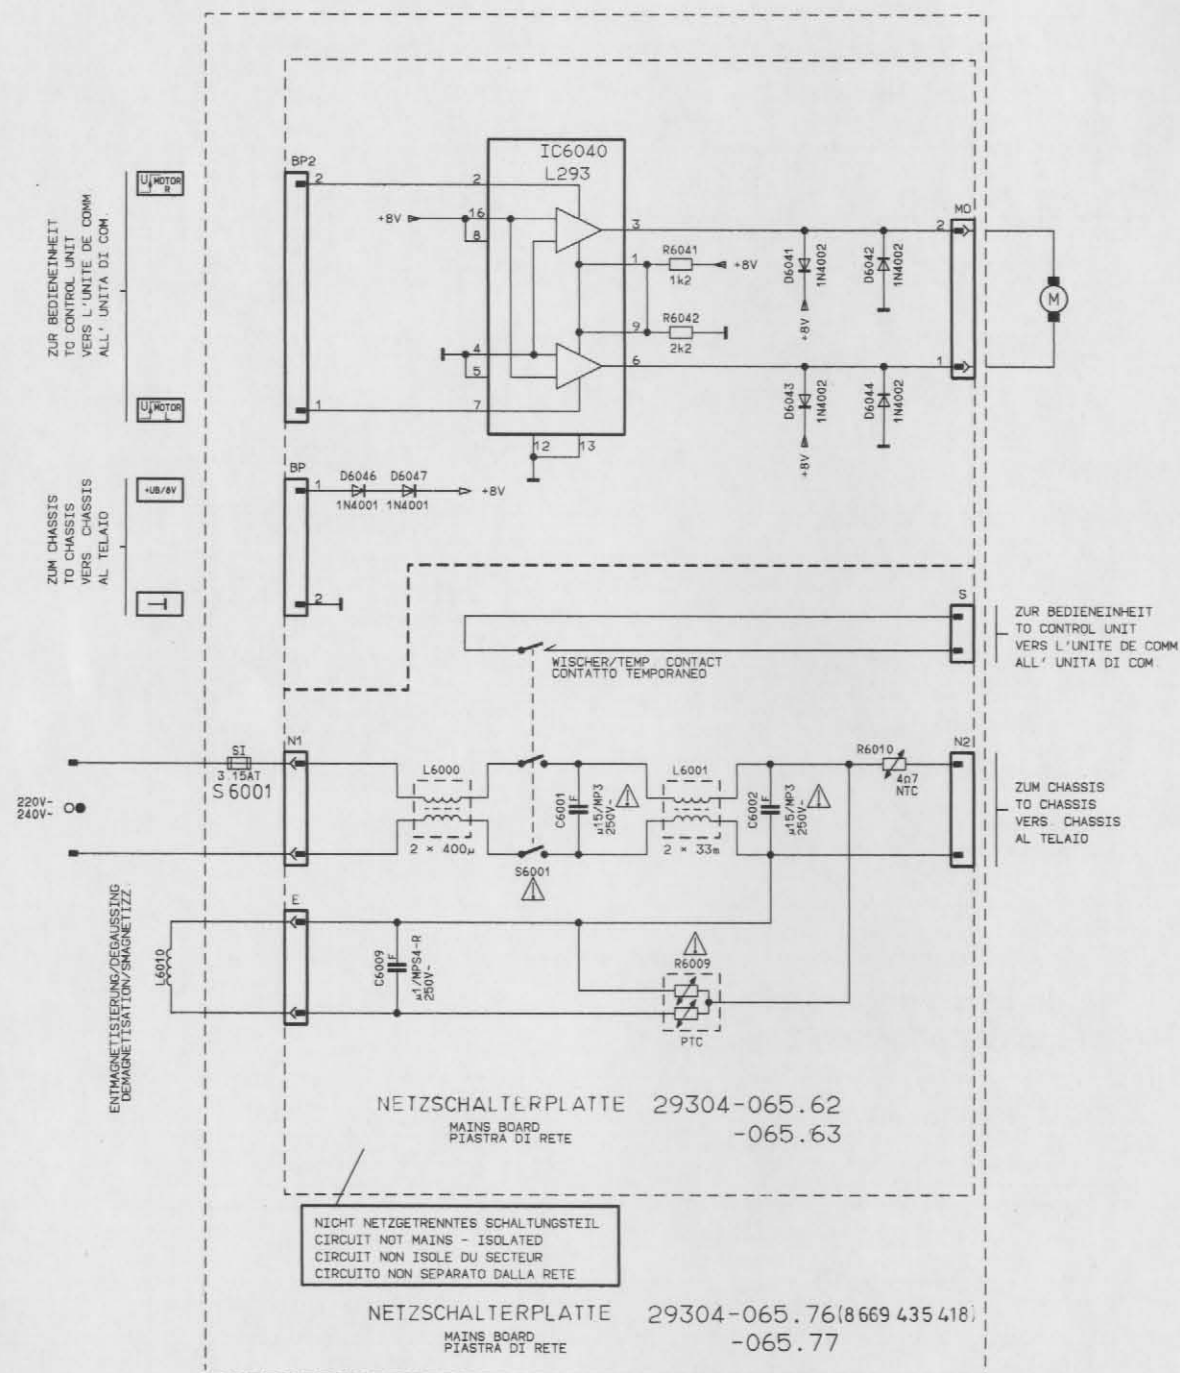 IC6040
L293
BP2
2
2
U MOTOR
R
+8V
16
8
3
MO
2
R6041
1
1k2
+8V
D6041
1N4002
+8V
D6042
1N4002
M
ZUR BEDIENEINHEIT
TO CONTROL UNIT
VERS L'UNITE DE COMM
ALL' UNITA DI COM.
R6042
9
2k2
4
5
6
1
U MOTOR
L
1
7
D6043
1N4002
+8V
D6044
1N4002
12
13
BP
1
D6046
1N4001
D6047
1N4001
+8V
ZUM CHASSIS
TO CHASSIS
VERS CHASSIS
AL TELAIO
2
S
ZUR BEDIENEINHEIT
TO CONTROL UNIT
VERS L'UNITE DE COMM
ALL' UNITA DI COM.
WISCHER/TEMP. CONTACT
CONTATTO TEMPORANEO
SI
3.15AT
S 6001
N1
L6000
2 × 400µ
C6001
F
µ15/MP3
250V~
L6001
2 × 33m
C6002
F
µ15/MP3
250V~
R6010
4Ω7
NTC
N2
220V~
240V~
ZUM CHASSIS
TO CHASSIS
VERS. CHASSIS
AL TELAIO
S6001
E
ENTMAGNETISIERUNG/DEGAUSSING
DEMAGNETISATION/SMAGNETIZZ.
L6010
C6009
F
µ1/MPS4-R
250V~
R6009
PTC
NETZSCHALTERPLATTE 29304-065.62
MAINS BOARD
PIASTRA DI RETE
-065.63
NICHT NETZGETRENNTES SCHALTUNGSTEIL
CIRCUIT NOT MAINS - ISOLATED
CIRCUIT NON ISOLE DU SECTEUR
CIRCUITO NON SEPARATO DALLA RETE
NETZSCHALTERPLATTE 29304-065.76(8669 435 418)
MAINS BOARD
PIASTRA DI RETE
-065.77